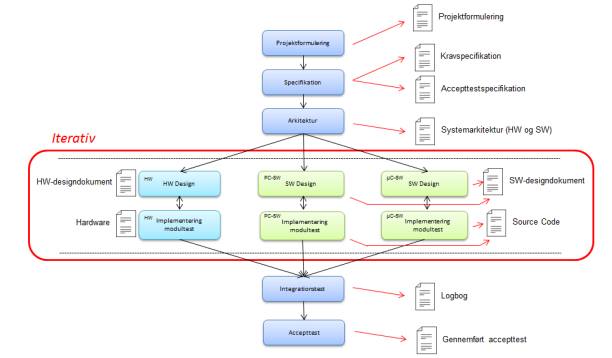 Projektformulering
Projektformulering
Kravspecifikation
Specifikation
Accepttestspecifikation
Arkitektur
Systemarkitektur (HW og SW)
Iterativ
HW-designdokument
HW
HW Design
PC-SW
SW Design
µC-SW
SW Design
SW-designdokument
Hardware
HW
Implementering
modultest
PC-SW
Implementering
modultest
µC-SW
Implementering
modultest
Source Code
Integrationstest
Logbog
Accepttest
Gennemført accepttest